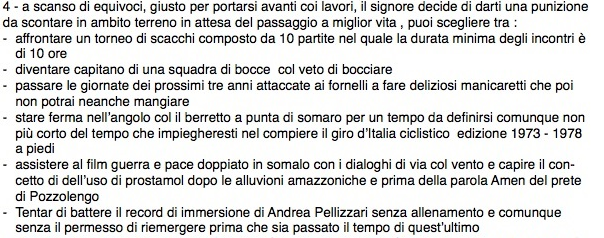 4 - a scanso di equivoci, giusto per portarsi avanti coi lavori, il signore decide di darti una punizione
da scontare in ambito terreno in attesa del passaggio a miglior vita , puoi scegliere tra :
- affrontare un torneo di scacchi composto da 10 partite nel quale la durata minima degli incontri è
di 10 ore
- diventare capitano di una squadra di bocce col veto di bocciare
- passare le giornate dei prossimi tre anni attaccate ai fornelli a fare deliziosi manicaretti che poi
non potrai neanche mangiare
- stare ferma nell'angolo col il berretto a punta di somaro per un tempo da definirsi comunque non
più corto del tempo che impiegheresti nel compiere il giro d'Italia ciclistico edizione 1973 - 1978
a piedi
- assistere al film guerra e pace doppiato in somalo con i dialoghi di via col vento e capire il con-
cetto di dell'uso di prostamol dopo le alluvioni amazzoniche e prima della parola Amen del prete
di Pozzolengo
- Tentar di battere il record di immersione di Andrea Pellizzari senza allenamento e comunque
senza il permesso di riemergere prima che sia passato il tempo di quest'ultimo